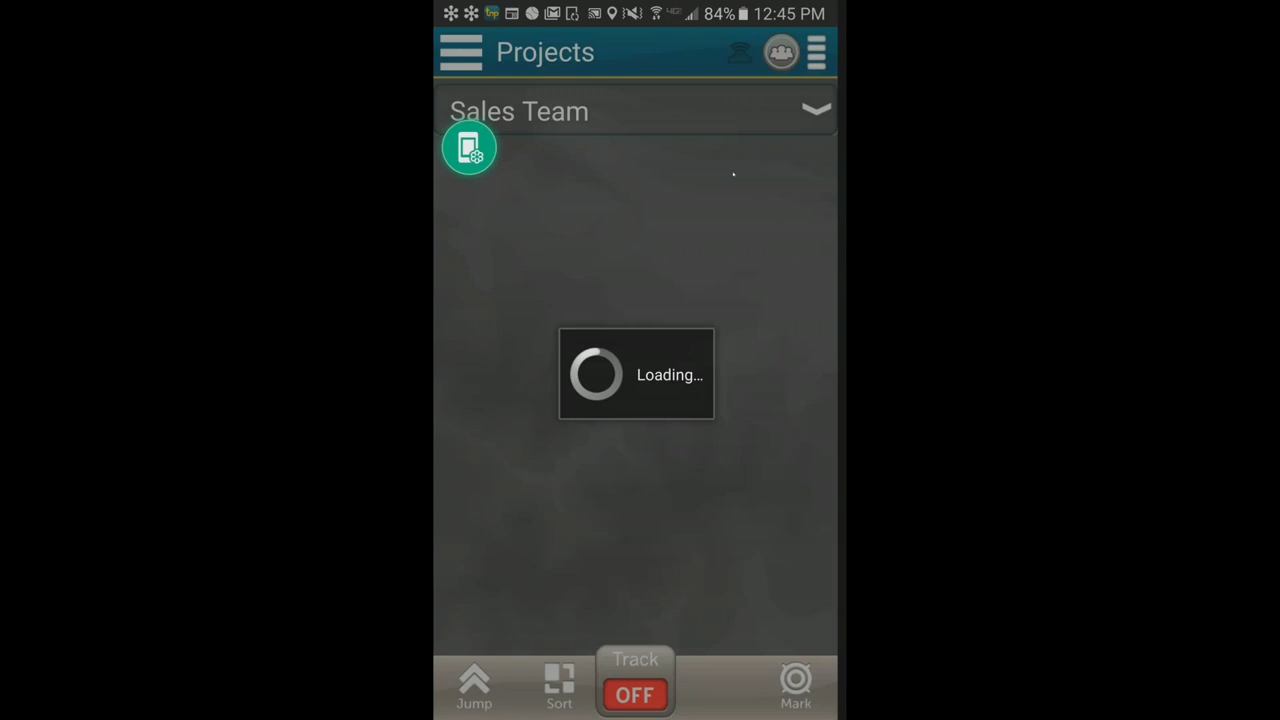 84% 12:45 PM
Projects
Sales Team
Loading...
Track
OFF
Jump
Sort
Mark